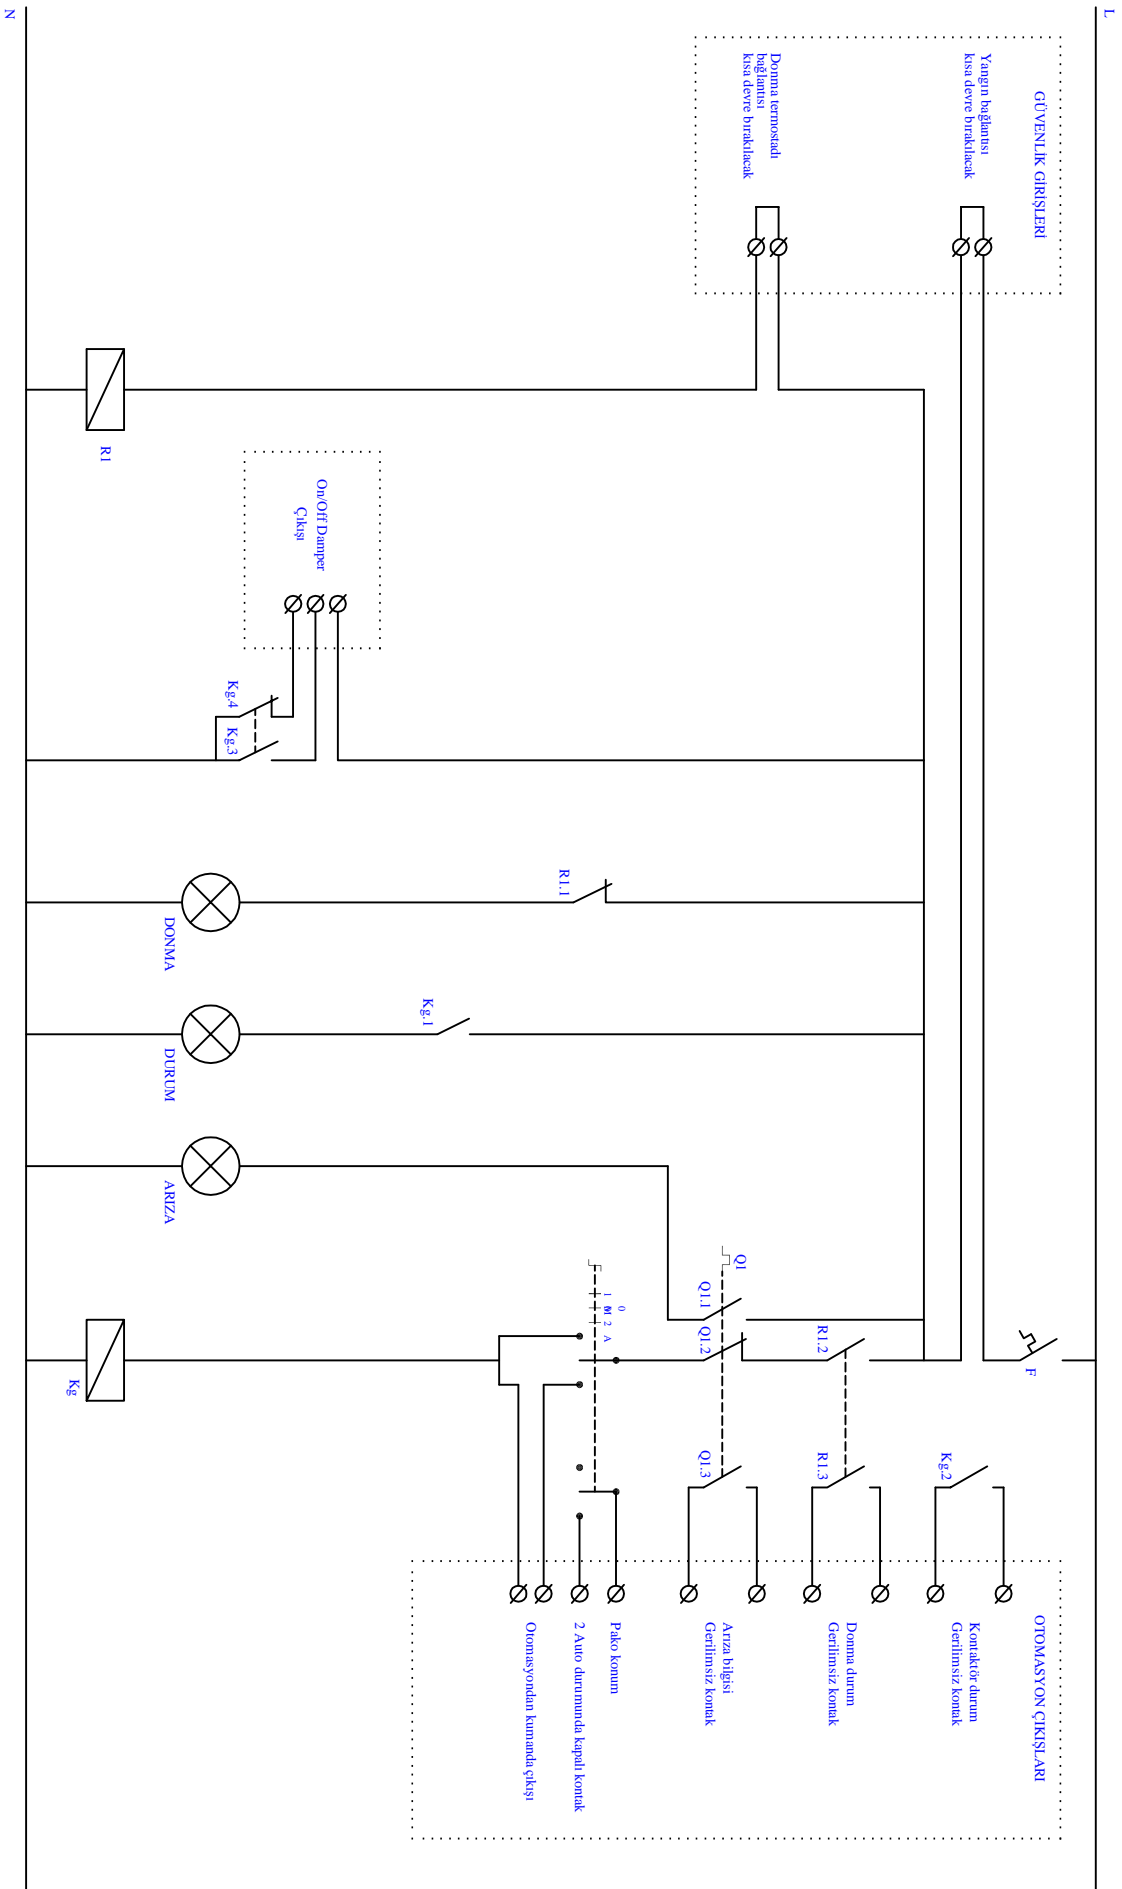 L
GÜVENLİK GİRİŞLERİ
Yangın bağlantısı
kısa devre bırakılacak
Donma termostadı
bağlantısı
kısa devre bırakılacak
N
R1
On/Off Damper
Çıkışı
Kg.4
Kg.3
R1.1
DONMA
Kg.1
DURUM
ARIZA
F
Q1
Q1.1
Q1.2
R1.2
1 M 2 A
0
Kg
Kg.2
R1.3
Q1.3
OTOMASYON ÇIKIŞLARI
Kontaktör durum
Gerilimsiz kontak
Donma durum
Gerilimsiz kontak
Arıza bilgisi
Gerilimsiz kontak
Pako konum
2 Auto durumunda kapalı kontak
Otomasyondan kumanda çıkışı